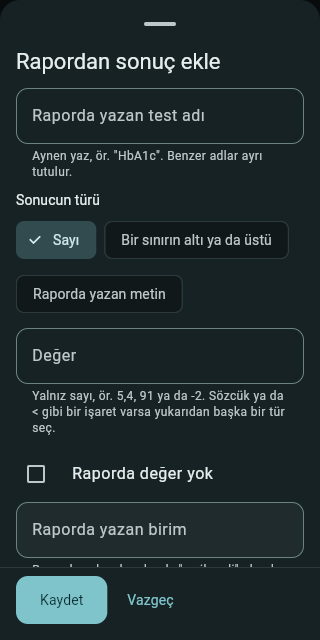 Rapordan sonuç ekle
Raporda yazan test adı
Aynen yaz, ör. "HbA1c". Benzer adlar ayrı
tutulur.
Sonucun türü
Sayı
Bir sınırın altı ya da üstü
Raporda yazan metin
Değer
Yalnız sayı, ör. 5,4, 91 ya da -2. Sözcük ya da
< gibi bir işaret varsa yukarıdan başka bir tür
seç.
Raporda değer yok
Raporda yazan birim
Kaydet
Vazgeç